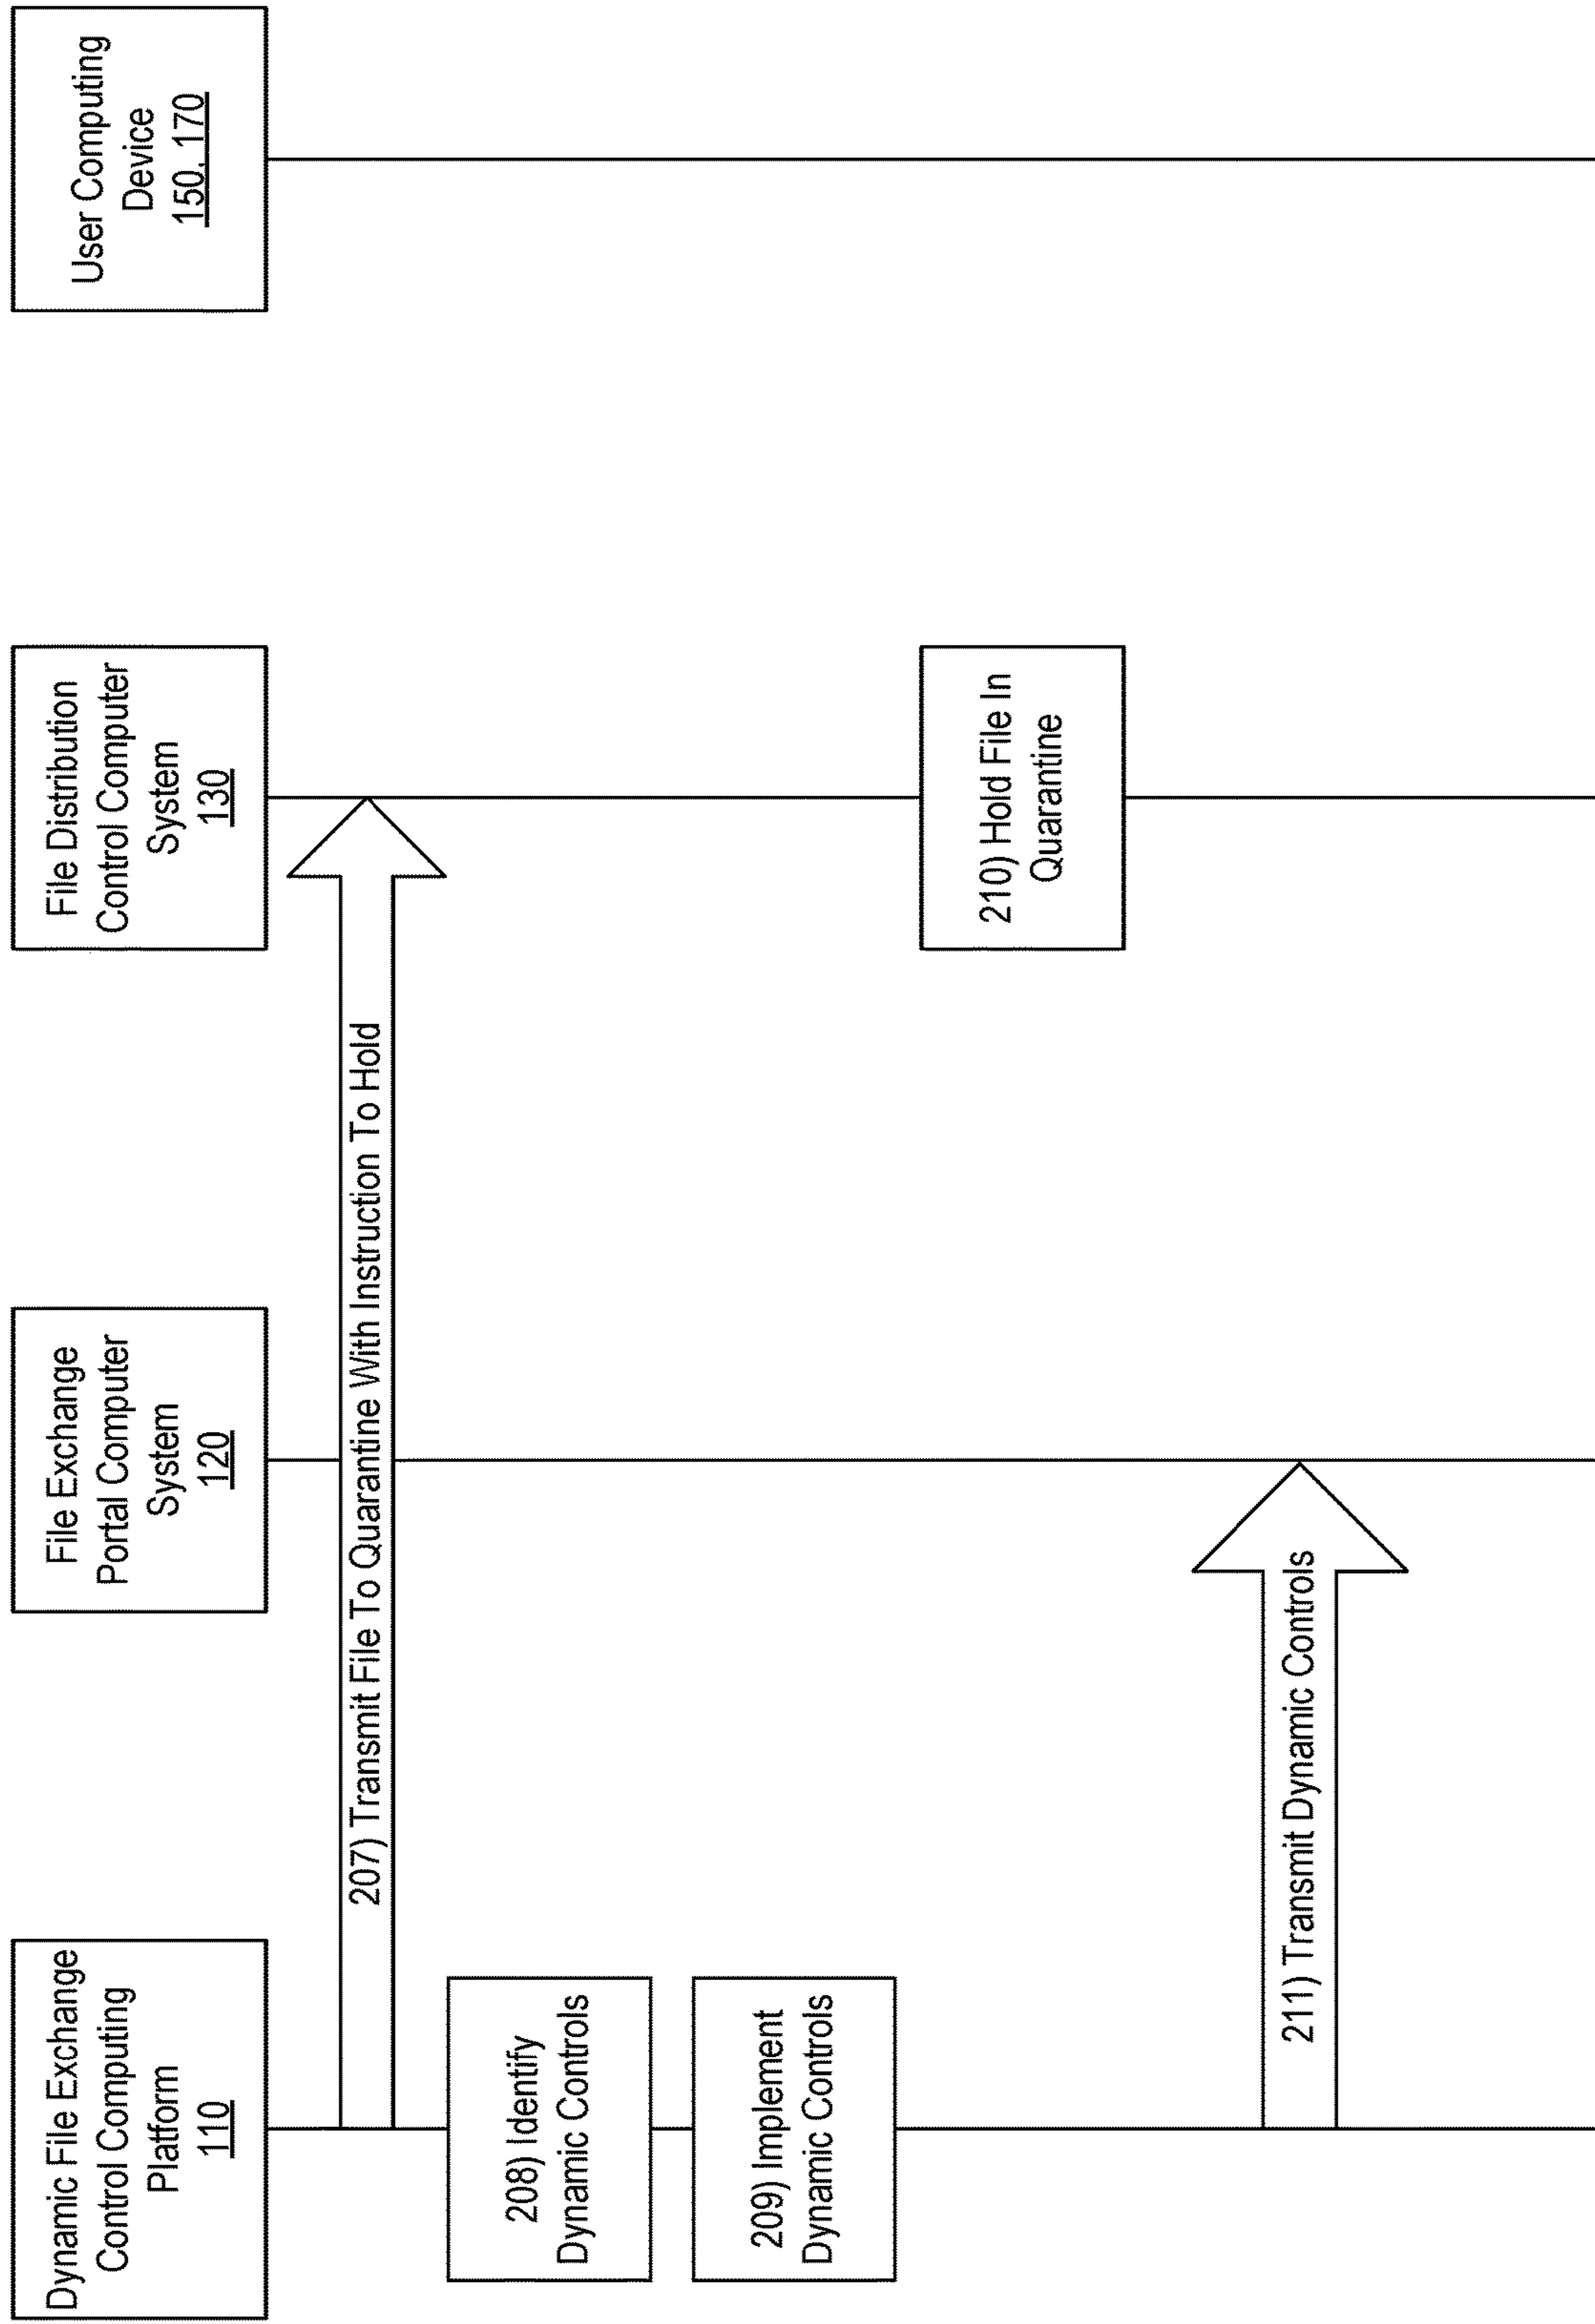 Dynamic File Exchange
Control Computing
Platform
110
File Exchange
Portal Computer
System
120
File Distribution
Control Computer
System
130
User Computing
Device
150, 170
207) Transmit File To Quarantine With Instruction To Hold
208) Identify
Dynamic Controls
209) Implement
Dynamic Controls
210) Hold File In
Quarantine
211) Transmit Dynamic Controls